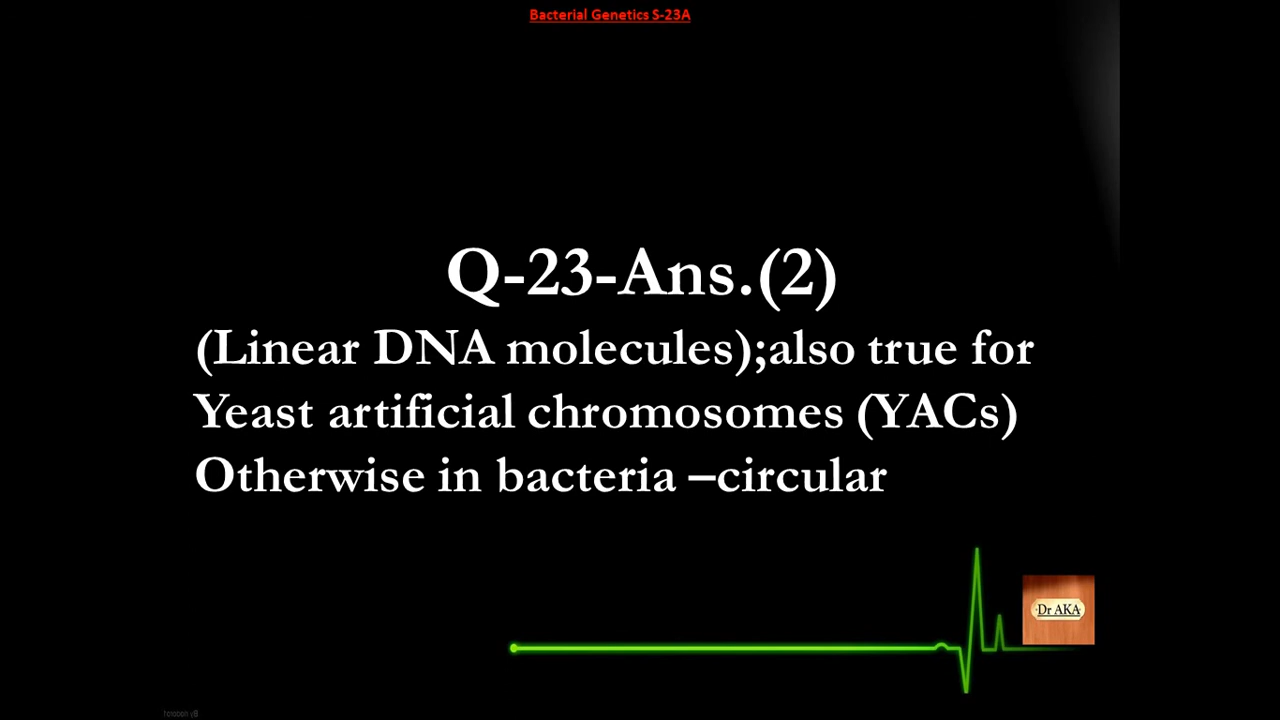 Bacterial Genetics S-23A
Q-23-Ans.(2)
(Linear DNA molecules);also true for
Yeast artificial chromosomes (YACs)
Otherwise in bacteria –circular
Dr AKA